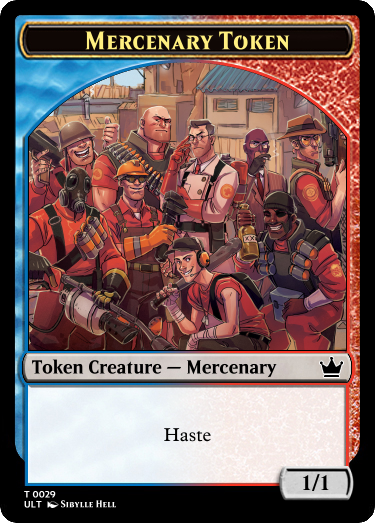 Mercenary Token
Token Creature — Mercenary
Haste
1/1
T 0029
ULT Sibylle Hell